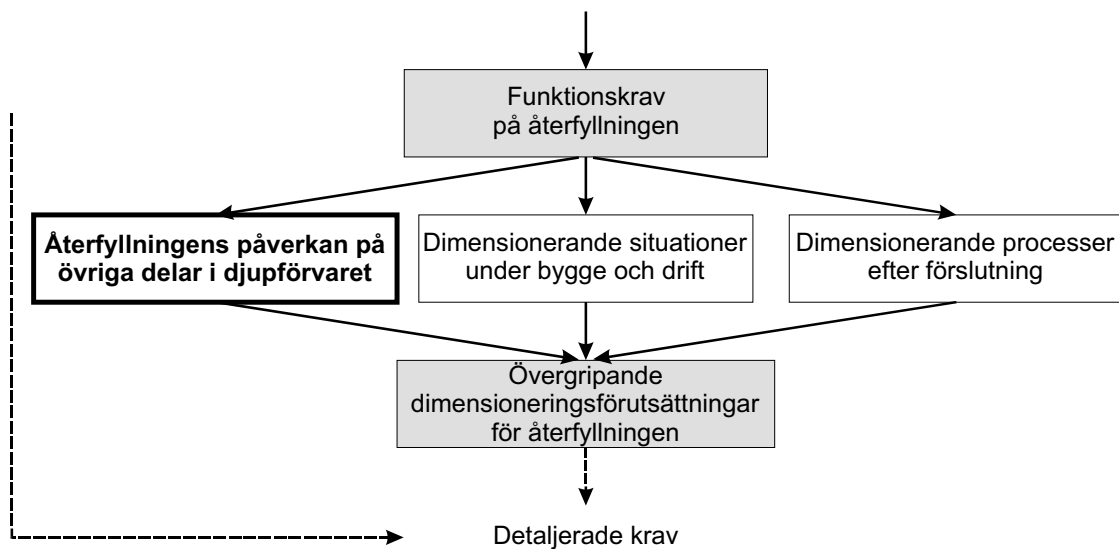 Funktionskrav
på återfyllningen
Återfyllningens påverkan på
övriga delar i djupförvaret
Dimensionerande situationer
under bygge och drift
Dimensionerande processer
efter förslutning
Övergripande
dimensioneringsförutsättningar
för återfyllningen
Detaljerade krav